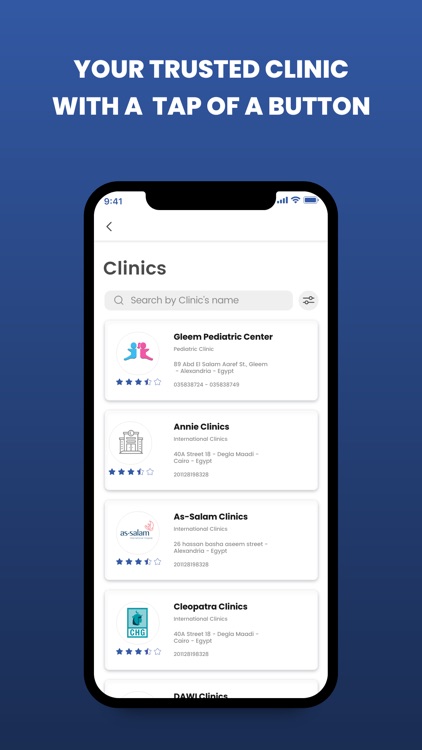 YOUR TRUSTED CLINIC
WITH A TAP OF A BUTTON
9:41
Clinics
Search by Clinic's name
Gleem Pediatric Center
Pediatric Clinic
89 Abd El Salam Aaref St., Gleem
- Alexandria - Egypt
035838724 - 035838749
Annie Clinics
International Clinics
40A Street 18 - Degla Maadi -
Cairo - Egypt
201128198328
as-salam
As-Salam Clinics
International Clinics
26 hassan basha aseem street -
Alexandria - Egypt
201128198328
CHG
Cleopatra Clinics
International Clinics
40A Street 18 - Degla Maadi -
Cairo - Egypt
201128198328
DAWI Clinics